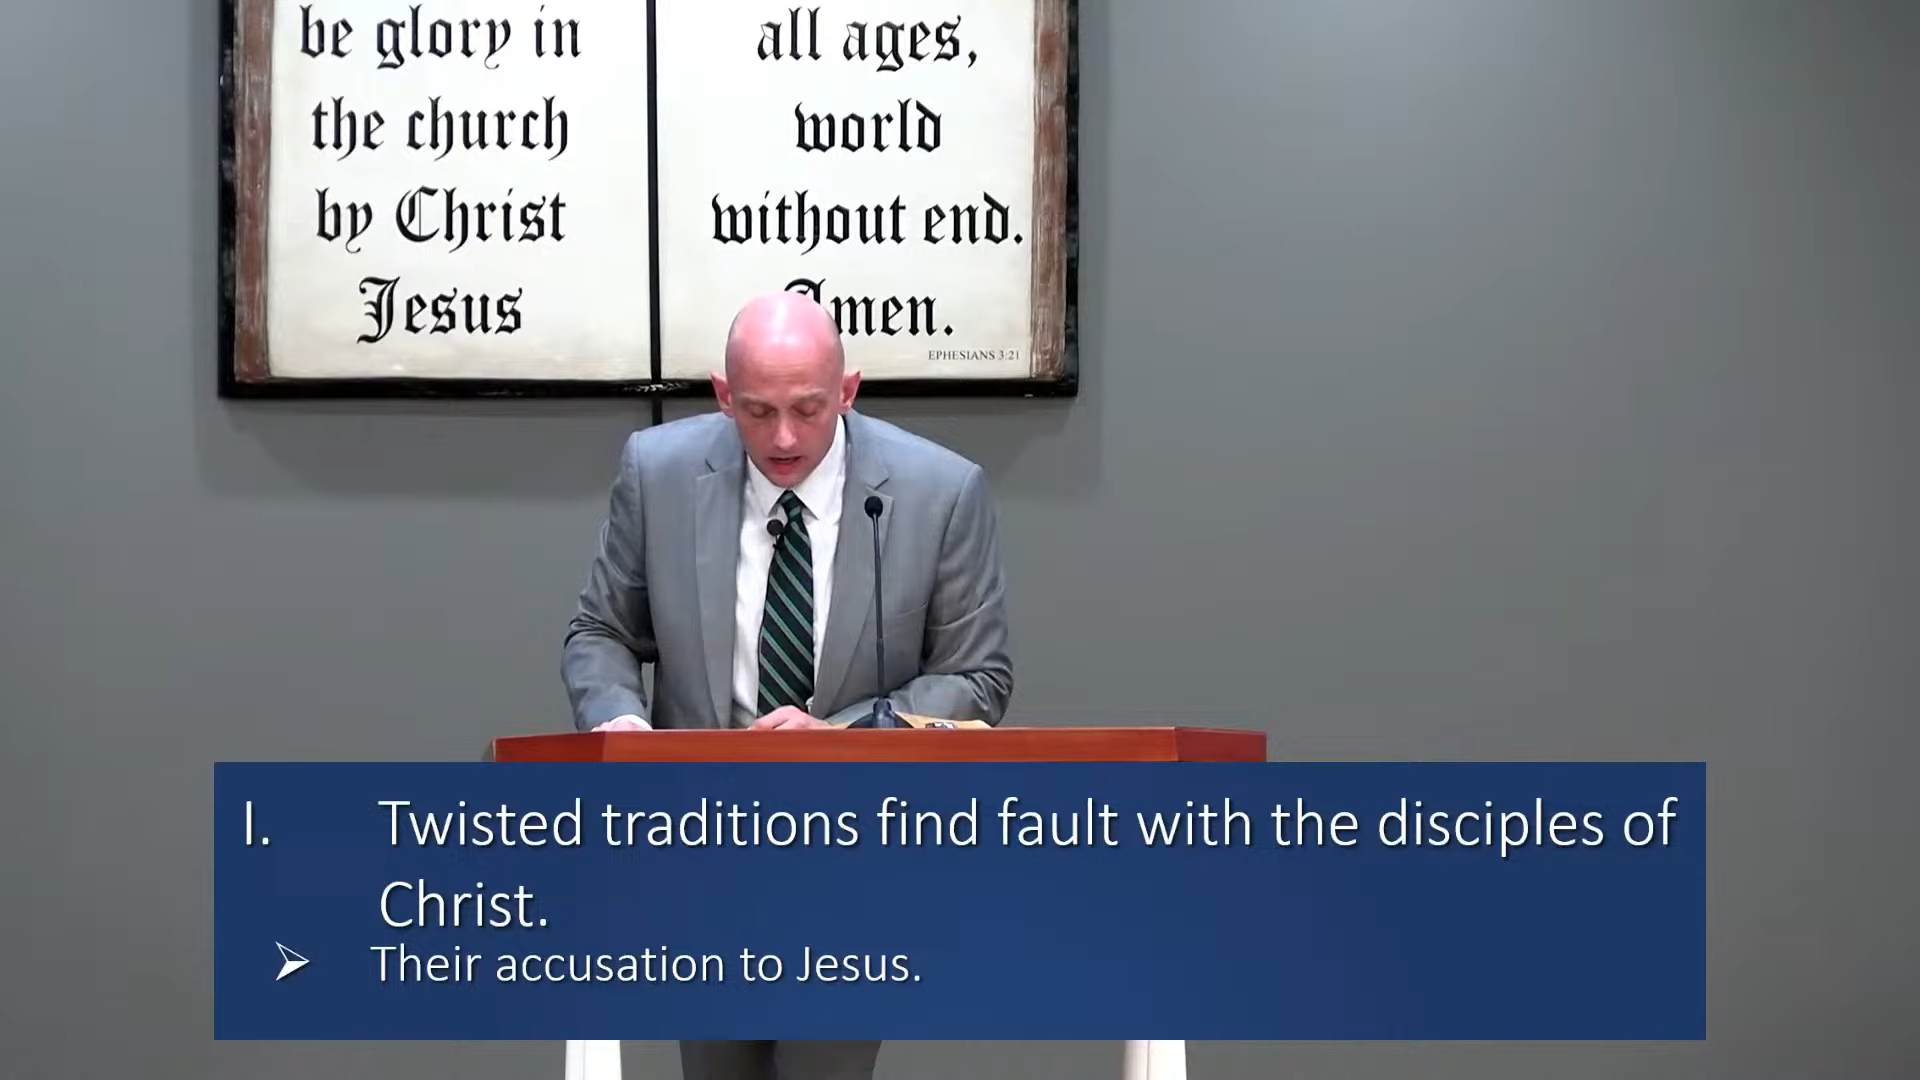 be glory in
the church
by Christ
Jesus
all ages,
world
without end.
Amen.
EPHESIANS 3:21
I. Twisted traditions find fault with the disciples of
Christ.
Their accusation to Jesus.